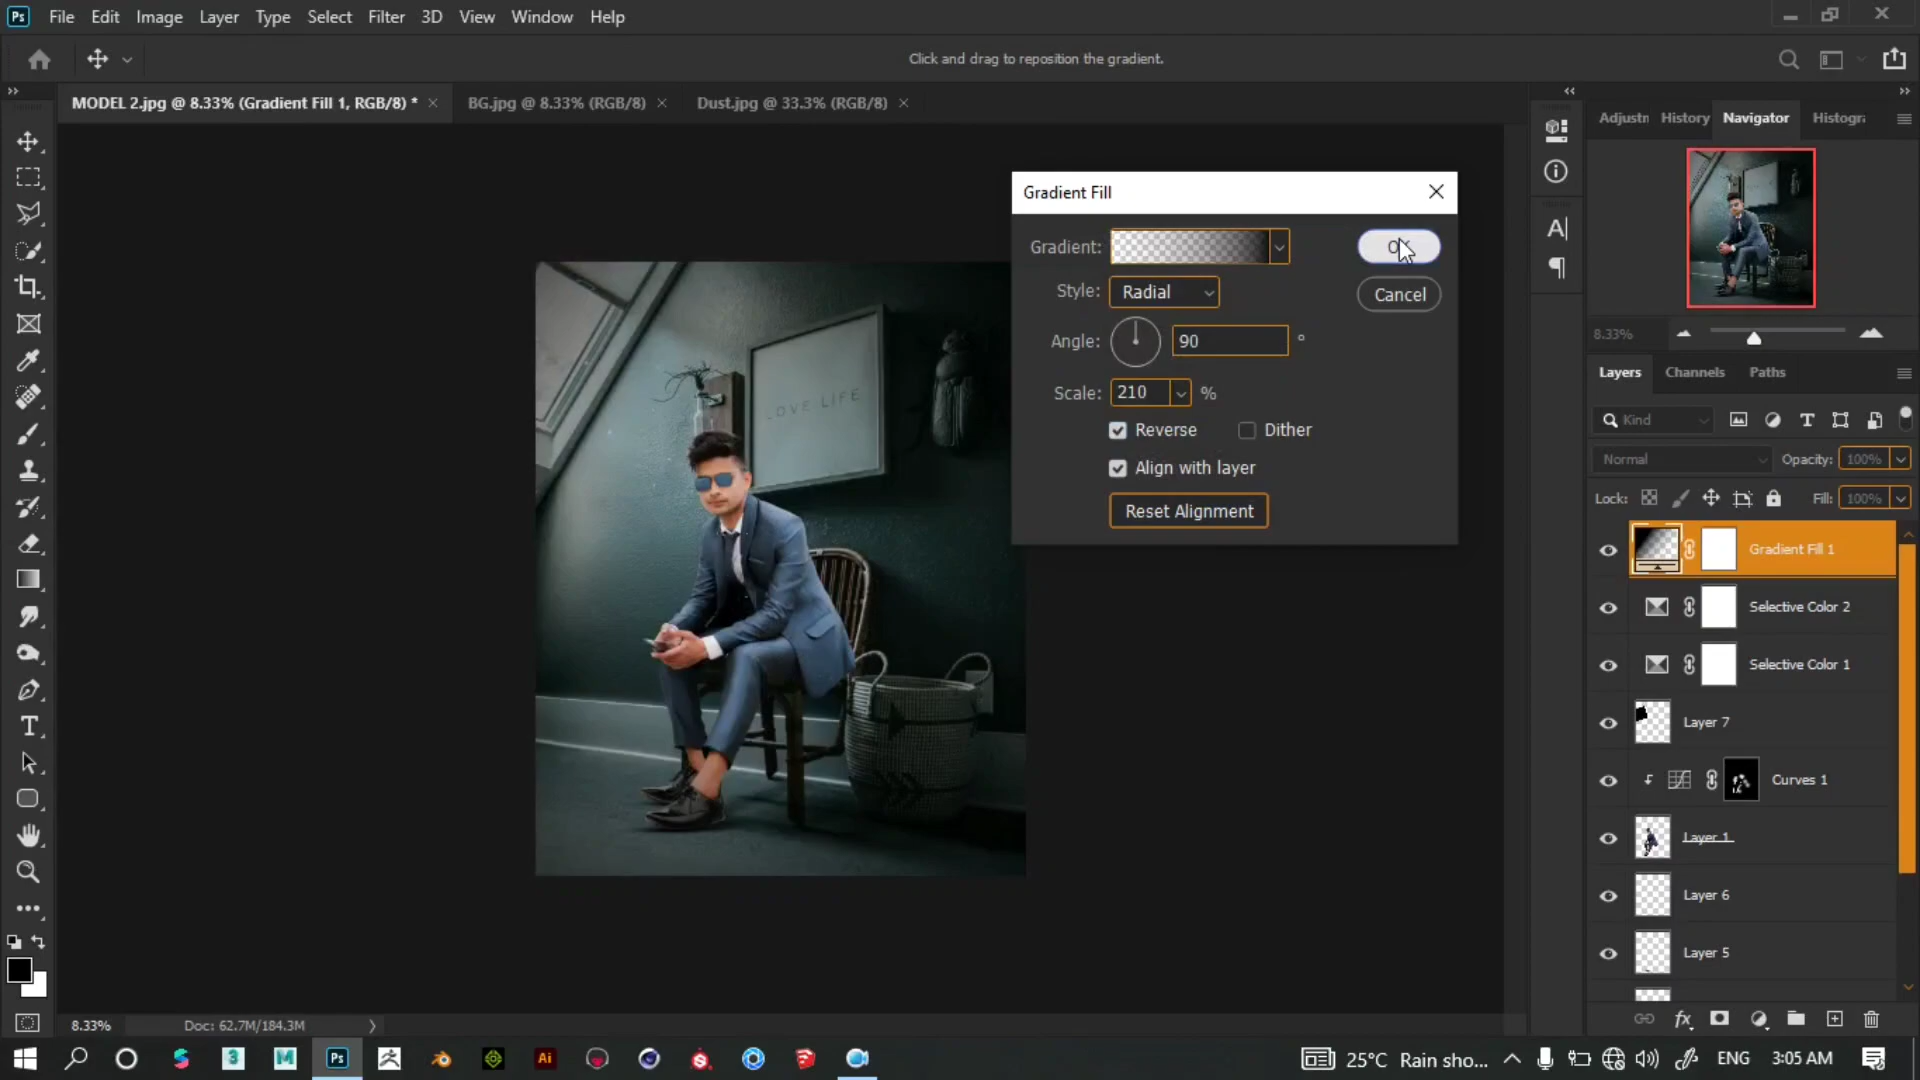 Ps File Edit Image Layer Type Select Filter 3D View Window Help
Click and drag to reposition the gradient.
MODEL 2.jpg @ 8.33% (Gradient Fill 1, RGB/8) * BG.jpg @ 8.33% (RGB/8) Dust.jpg @ 33.3% (RGB/8)
Adjustn History Navigator Histogra
Gradient Fill
Gradient:
OK
Style: Radial
Cancel
Angle: 90 °
Scale: 210 %
Reverse Dither
Align with layer
Reset Alignment
LOVE LIFE
8.33%
Layers Channels Paths
Kind
Normal Opacity: 100%
Lock: Fill: 100%
Gradient Fill 1
Selective Color 2
Selective Color 1
Layer 7
Curves 1
Layer 1
Layer 6
Layer 5
8.33% Doc: 62.7M/184.3M
25°C Rain sho... ENG 3:05 AM